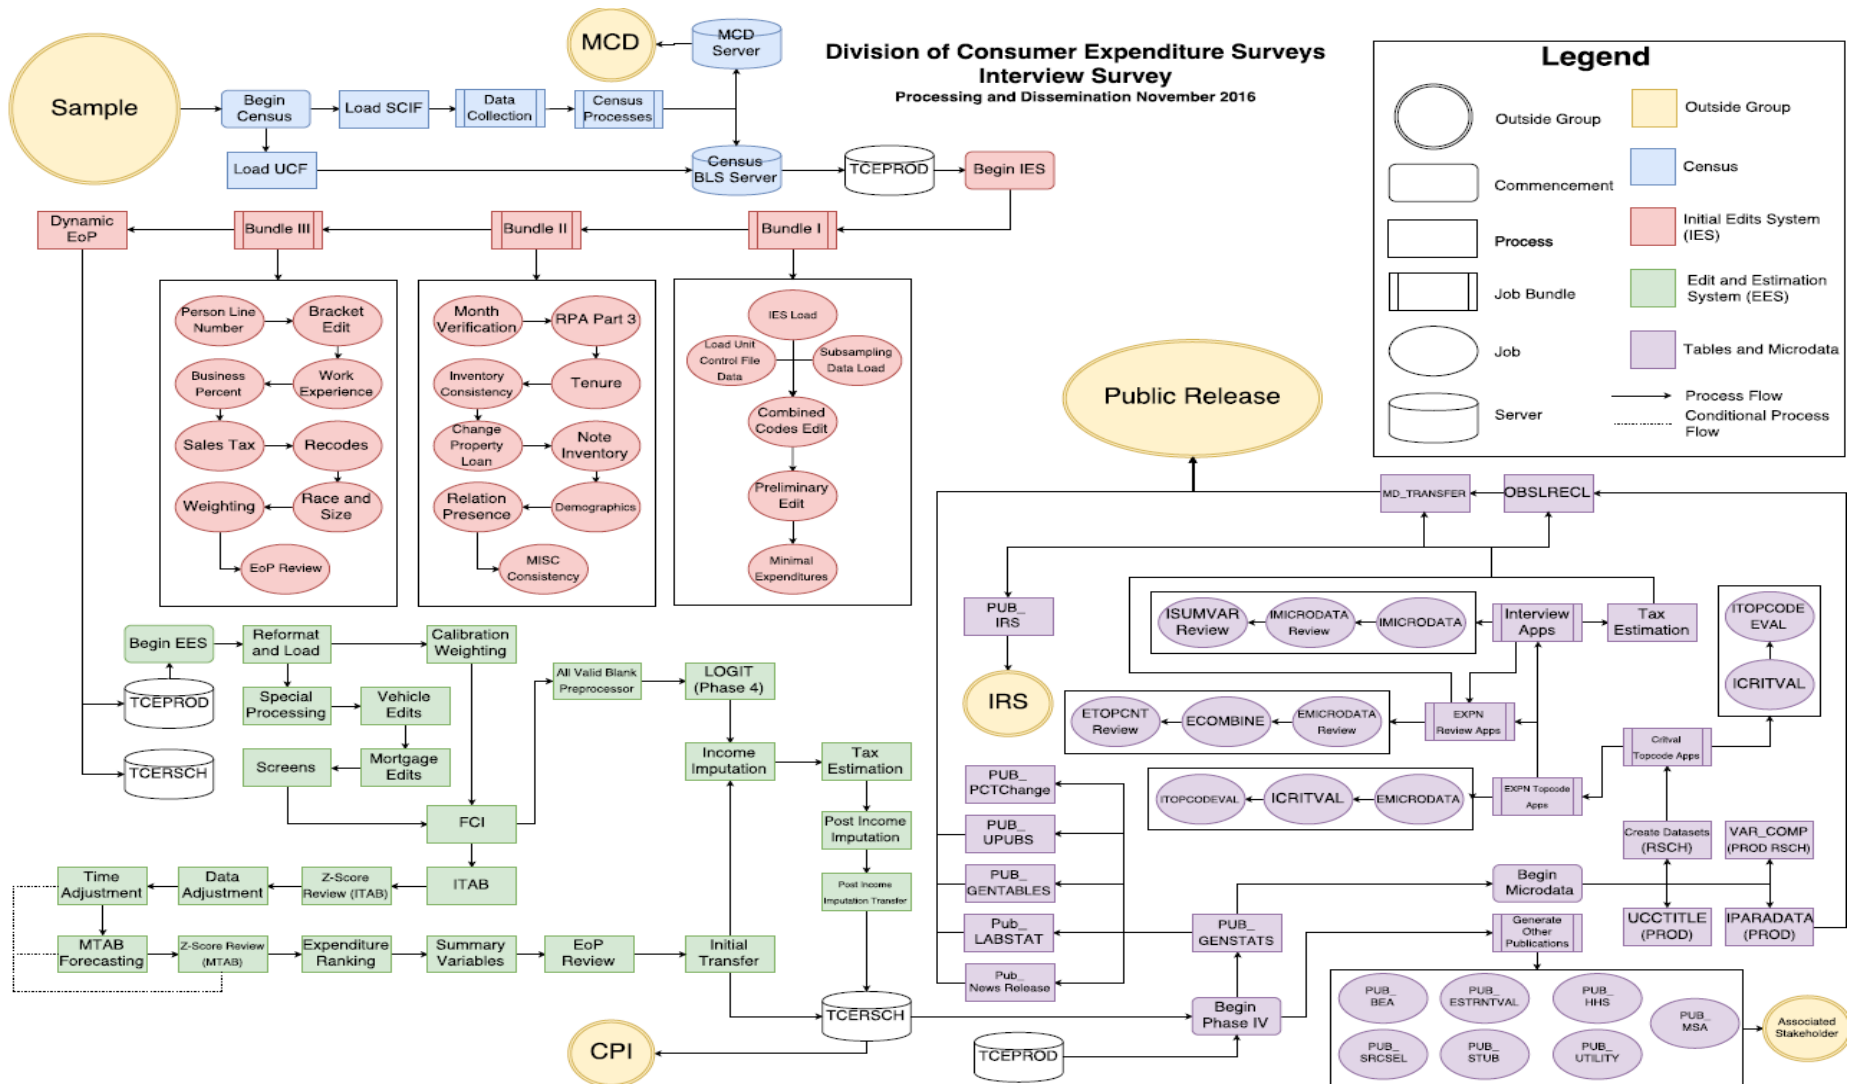 Division of Consumer Expenditure Surveys
Interview Survey
Processing and Dissemination November 2016
Sample
MCD
MCD
Server
Begin
Census
Load SCIF
Data
Collection
Census
Processes
Load UCF
Census
BLS Server
TCEPROD
Begin IES
Legend
Outside Group
Commencement
Process
Job Bundle
Job
Server
Outside Group
Census
Initial Edits System
(IES)
Edit and Estimation
System (EES)
Tables and Microdata
Process Flow
Conditional Process
Flow
Dynamic
EoP
Bundle III
Bundle II
Bundle I
Person Line
Number
Bracket
Edit
Business
Percent
Work
Experience
Sales Tax
Recodes
Weighting
Race and
Size
EoP Review
Month
Verification
RPA Part 3
Inventory
Consistency
Tenure
Change
Property
Loan
Note
Inventory
Relation
Presence
Demographics
MISC
Consistency
IES Load
Load Unit
Control File
Data
Subsampling
Data Load
Combined
Codes Edit
Preliminary
Edit
Minimal
Expenditures
Public Release
MD_TRANSFER
OBSLRECL
PUB_
IRS
IRS
ISUMVAR
Review
IMICRODATA
Review
IMICRODATA
Interview
Apps
Tax
Estimation
ITOPCODE
EVAL
ICRITVAL
ETOPCNT
Review
ECOMBINE
EMICRODATA
Review
EXPN
Review Apps
Critval
Topcode Apps
ITOPCODEVAL
ICRITVAL
EMICRODATA
EXPN Topcode
Apps
Create Datasets
(RSCH)
VAR_COMP
(PROD RSCH)
Begin
Microdata
UCCTITLE
(PROD)
IPARADATA
(PROD)
Generate
Other
Publications
PUB_
PCTChange
PUB_
UPUBS
PUB_
GENTABLES
Pub_
LABSTAT
Pub_
News Release
PUB_
GENSTATS
Begin
Phase IV
TCEPROD
PUB_
BEA
PUB_
ESTRNTVAL
PUB_
HHS
PUB_
MSA
PUB_
SRCSEL
PUB_
STUB
PUB_
UTILITY
Associated
Stakeholder
Begin EES
Reformat
and Load
Calibration
Weighting
TCEPROD
Special
Processing
Vehicle
Edits
TCERSCH
Screens
Mortgage
Edits
All Valid Blank
Preprocessor
LOGIT
(Phase 4)
Income
Imputation
Tax
Estimation
FCI
Post Income
Imputation
Post Income
Imputation Transfer
Time
Adjustment
Data
Adjustment
Z-Score
Review (ITAB)
ITAB
MTAB
Forecasting
Z-Score Review
(MTAB)
Expenditure
Ranking
Summary
Variables
EoP
Review
Initial
Transfer
TCERSCH
CPI